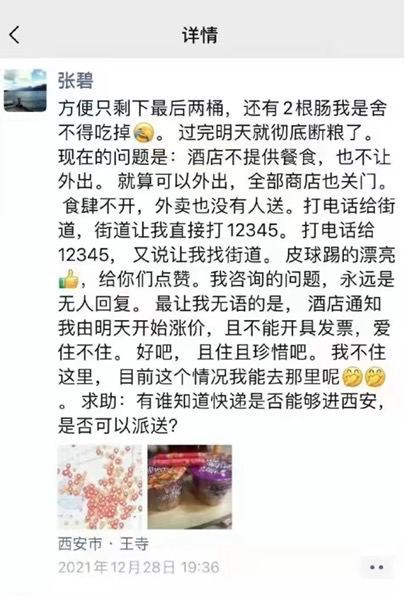 详情
张碧
方便只剩下最后两桶，还有2根肠我是舍
不得吃掉😂。过完明天就彻底断粮了。
现在的问题是：酒店不提供餐食，也不让
外出。就算可以外出，全部商店也关门。
食肆不开，外卖也没有人送。打电话给街
道，街道让我直接打12345。打电话给
12345，又说让我找街道。皮球踢的漂亮
👍，给你们点赞。我咨询的问题，永远是
无人回复。最让我无语的是，酒店通知
我由明天开始涨价，且不能开具发票，爱
住不住。好吧，且住且珍惜吧。我不住
这里，目前这个情况我能去那里呢🤭🤭
。求助：有谁知道快递是否能够进西安，
是否可以派送?
西安市·王寺
2021年12月28日 19:36